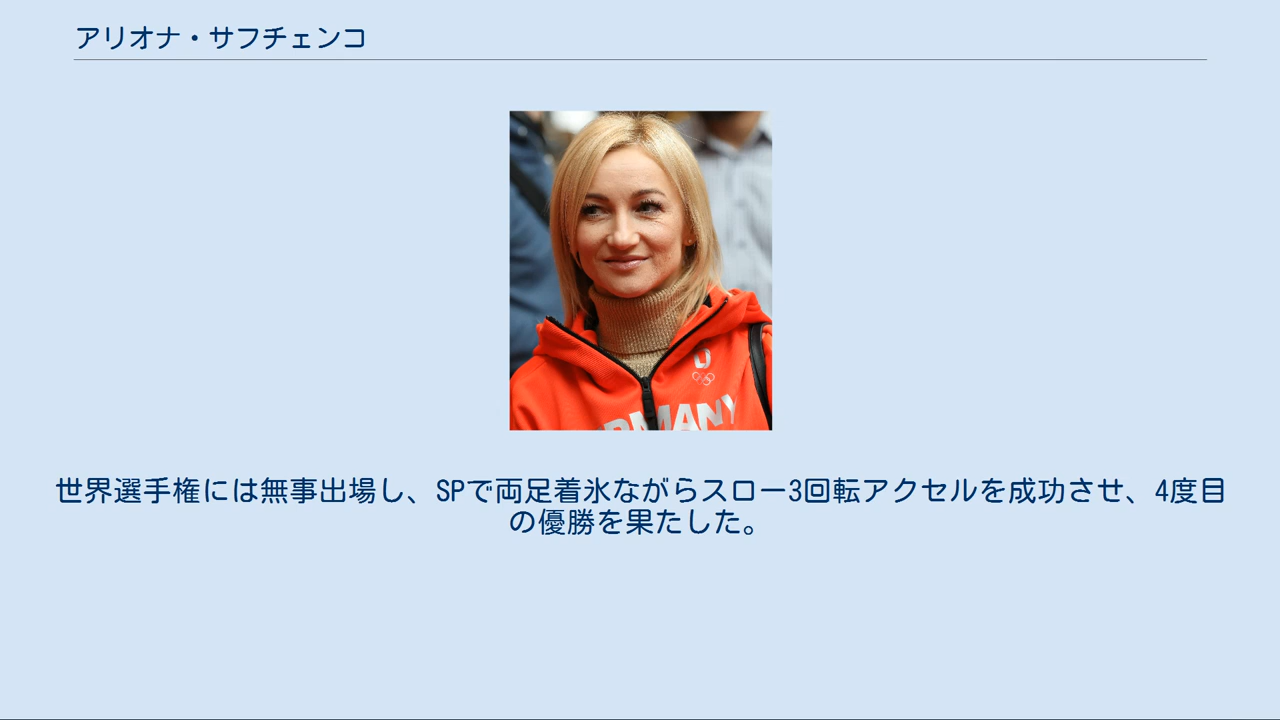 アリオナ・サフチェンコ
世界選手権には無事出場し、SPで両足着氷ながらスロー3回転アクセルを成功させ、4度目
の優勝を果たした。